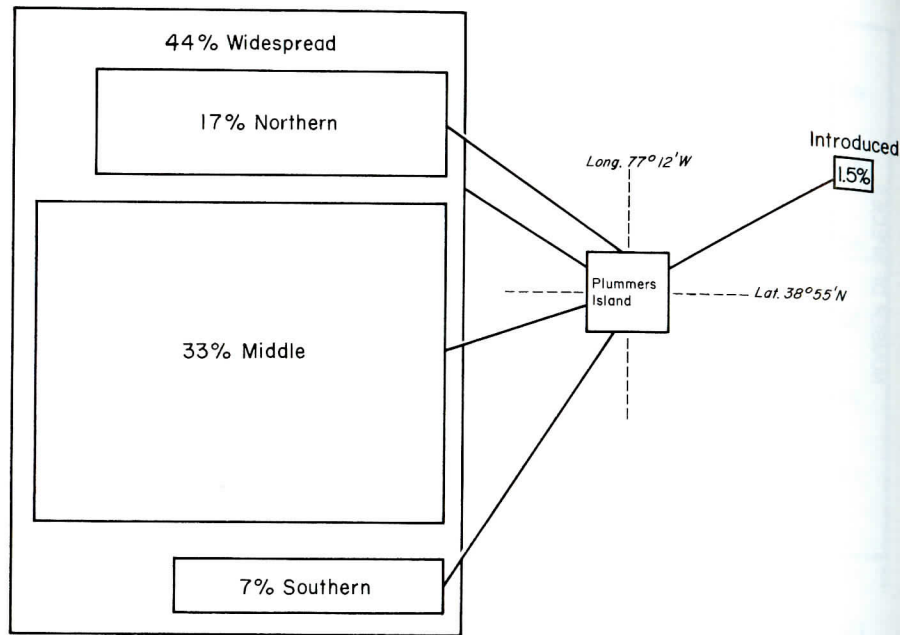 44% Widespread
17% Northern
33% Middle
7% Southern
Long. 77°12'W
Plummers
Island
Lat. 38°55'N
Introduced
1.5%